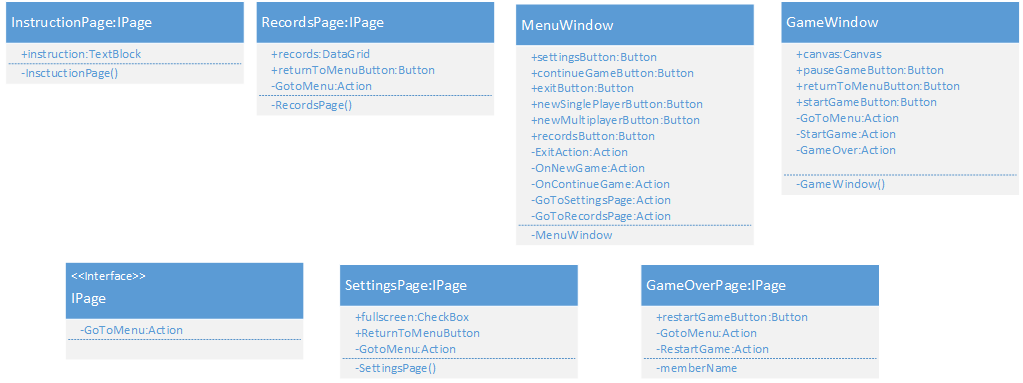 InstructionPage:IPage
+instruction:TextBlock
-InsctuctionPage()
RecordsPage:IPage
+records:DataGrid
+returnToMenuButton:Button
-GotoMenu:Action
-RecordsPage()
MenuWindow
+settingsButton:Button
+continueGameButton:Button
+exitButton:Button
+newSinglePlayerButton:Button
+newMultiplayerButton:Button
+recordsButton:Button
-ExitAction:Action
-OnNewGame:Action
-OnContinueGame:Action
-GoToSettingsPage:Action
-GoToRecordsPage:Action
-MenuWindow
GameWindow
+canvas:Canvas
+pauseGameButton:Button
+returnToMenuButton:Button
+startGameButton:Button
-GoToMenu:Action
-StartGame:Action
-GameOver:Action
-GameWindow()
<<Interface>>
IPage
-GoToMenu:Action
SettingsPage:IPage
+fullscreen:CheckBox
+ReturnToMenuButton
-GotoMenu:Action
-SettingsPage()
GameOverPage:IPage
+restartGameButton:Button
-GotoMenu:Action
-RestartGame:Action
-memberName